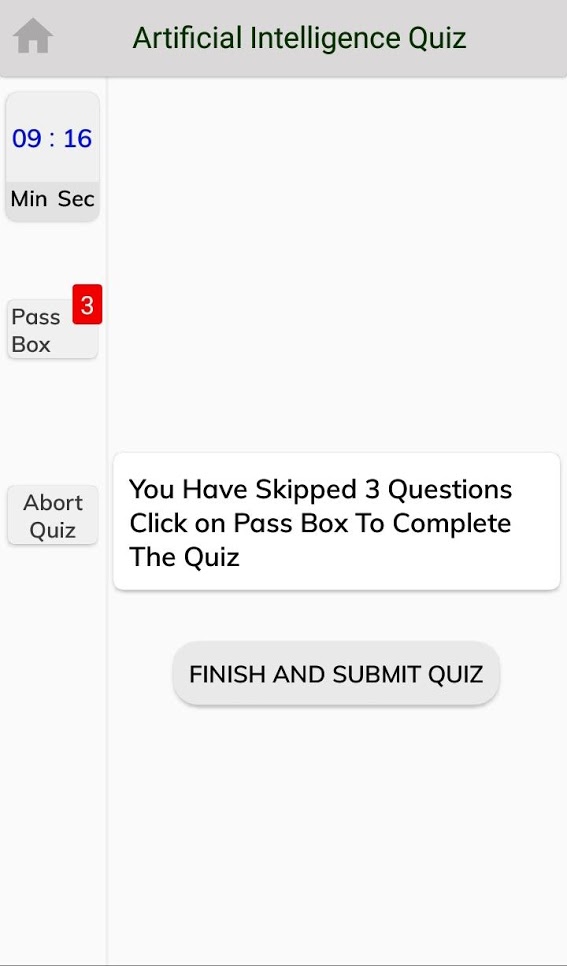 Artificial Intelligence Quiz
09 : 16
Min Sec
3
Pass
Box
Abort
Quiz
You Have Skipped 3 Questions
Click on Pass Box To Complete
The Quiz
FINISH AND SUBMIT QUIZ